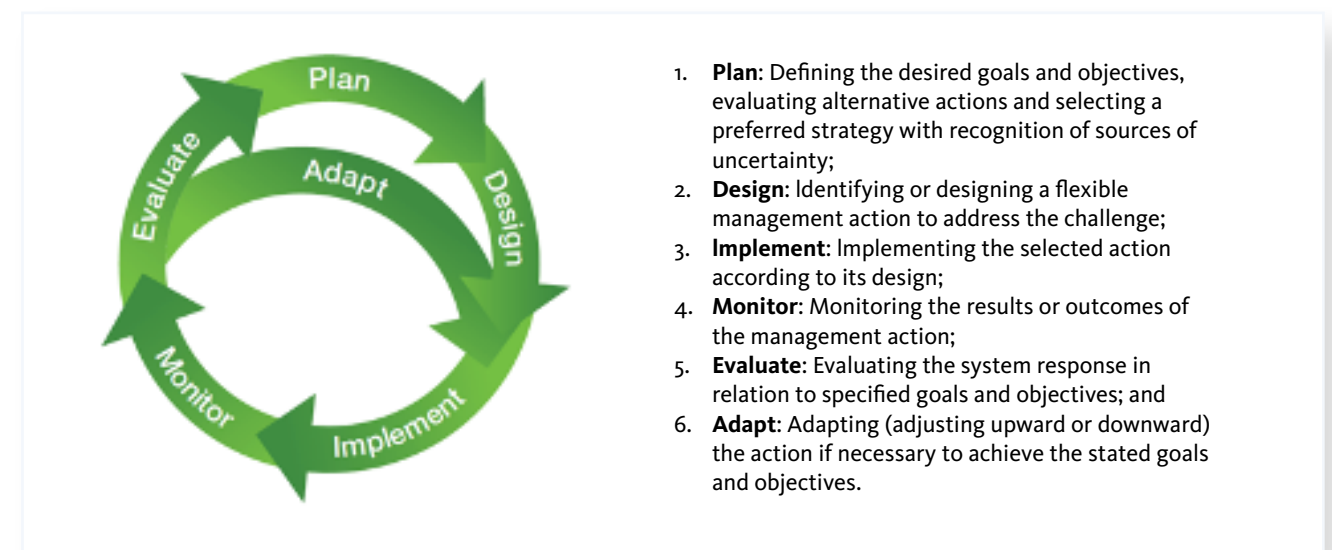 Plan
Adapt
Design
Evaluate
Monitor
Implement
1. Plan: Defining the desired goals and objectives,
evaluating alternative actions and selecting a
preferred strategy with recognition of sources of
uncertainty;
2. Design: Identifying or designing a flexible
management action to address the challenge;
3. Implement: Implementing the selected action
according to its design;
4. Monitor: Monitoring the results or outcomes of
the management action;
5. Evaluate: Evaluating the system response in
relation to specified goals and objectives; and
6. Adapt: Adapting (adjusting upward or downward)
the action if necessary to achieve the stated goals
and objectives.